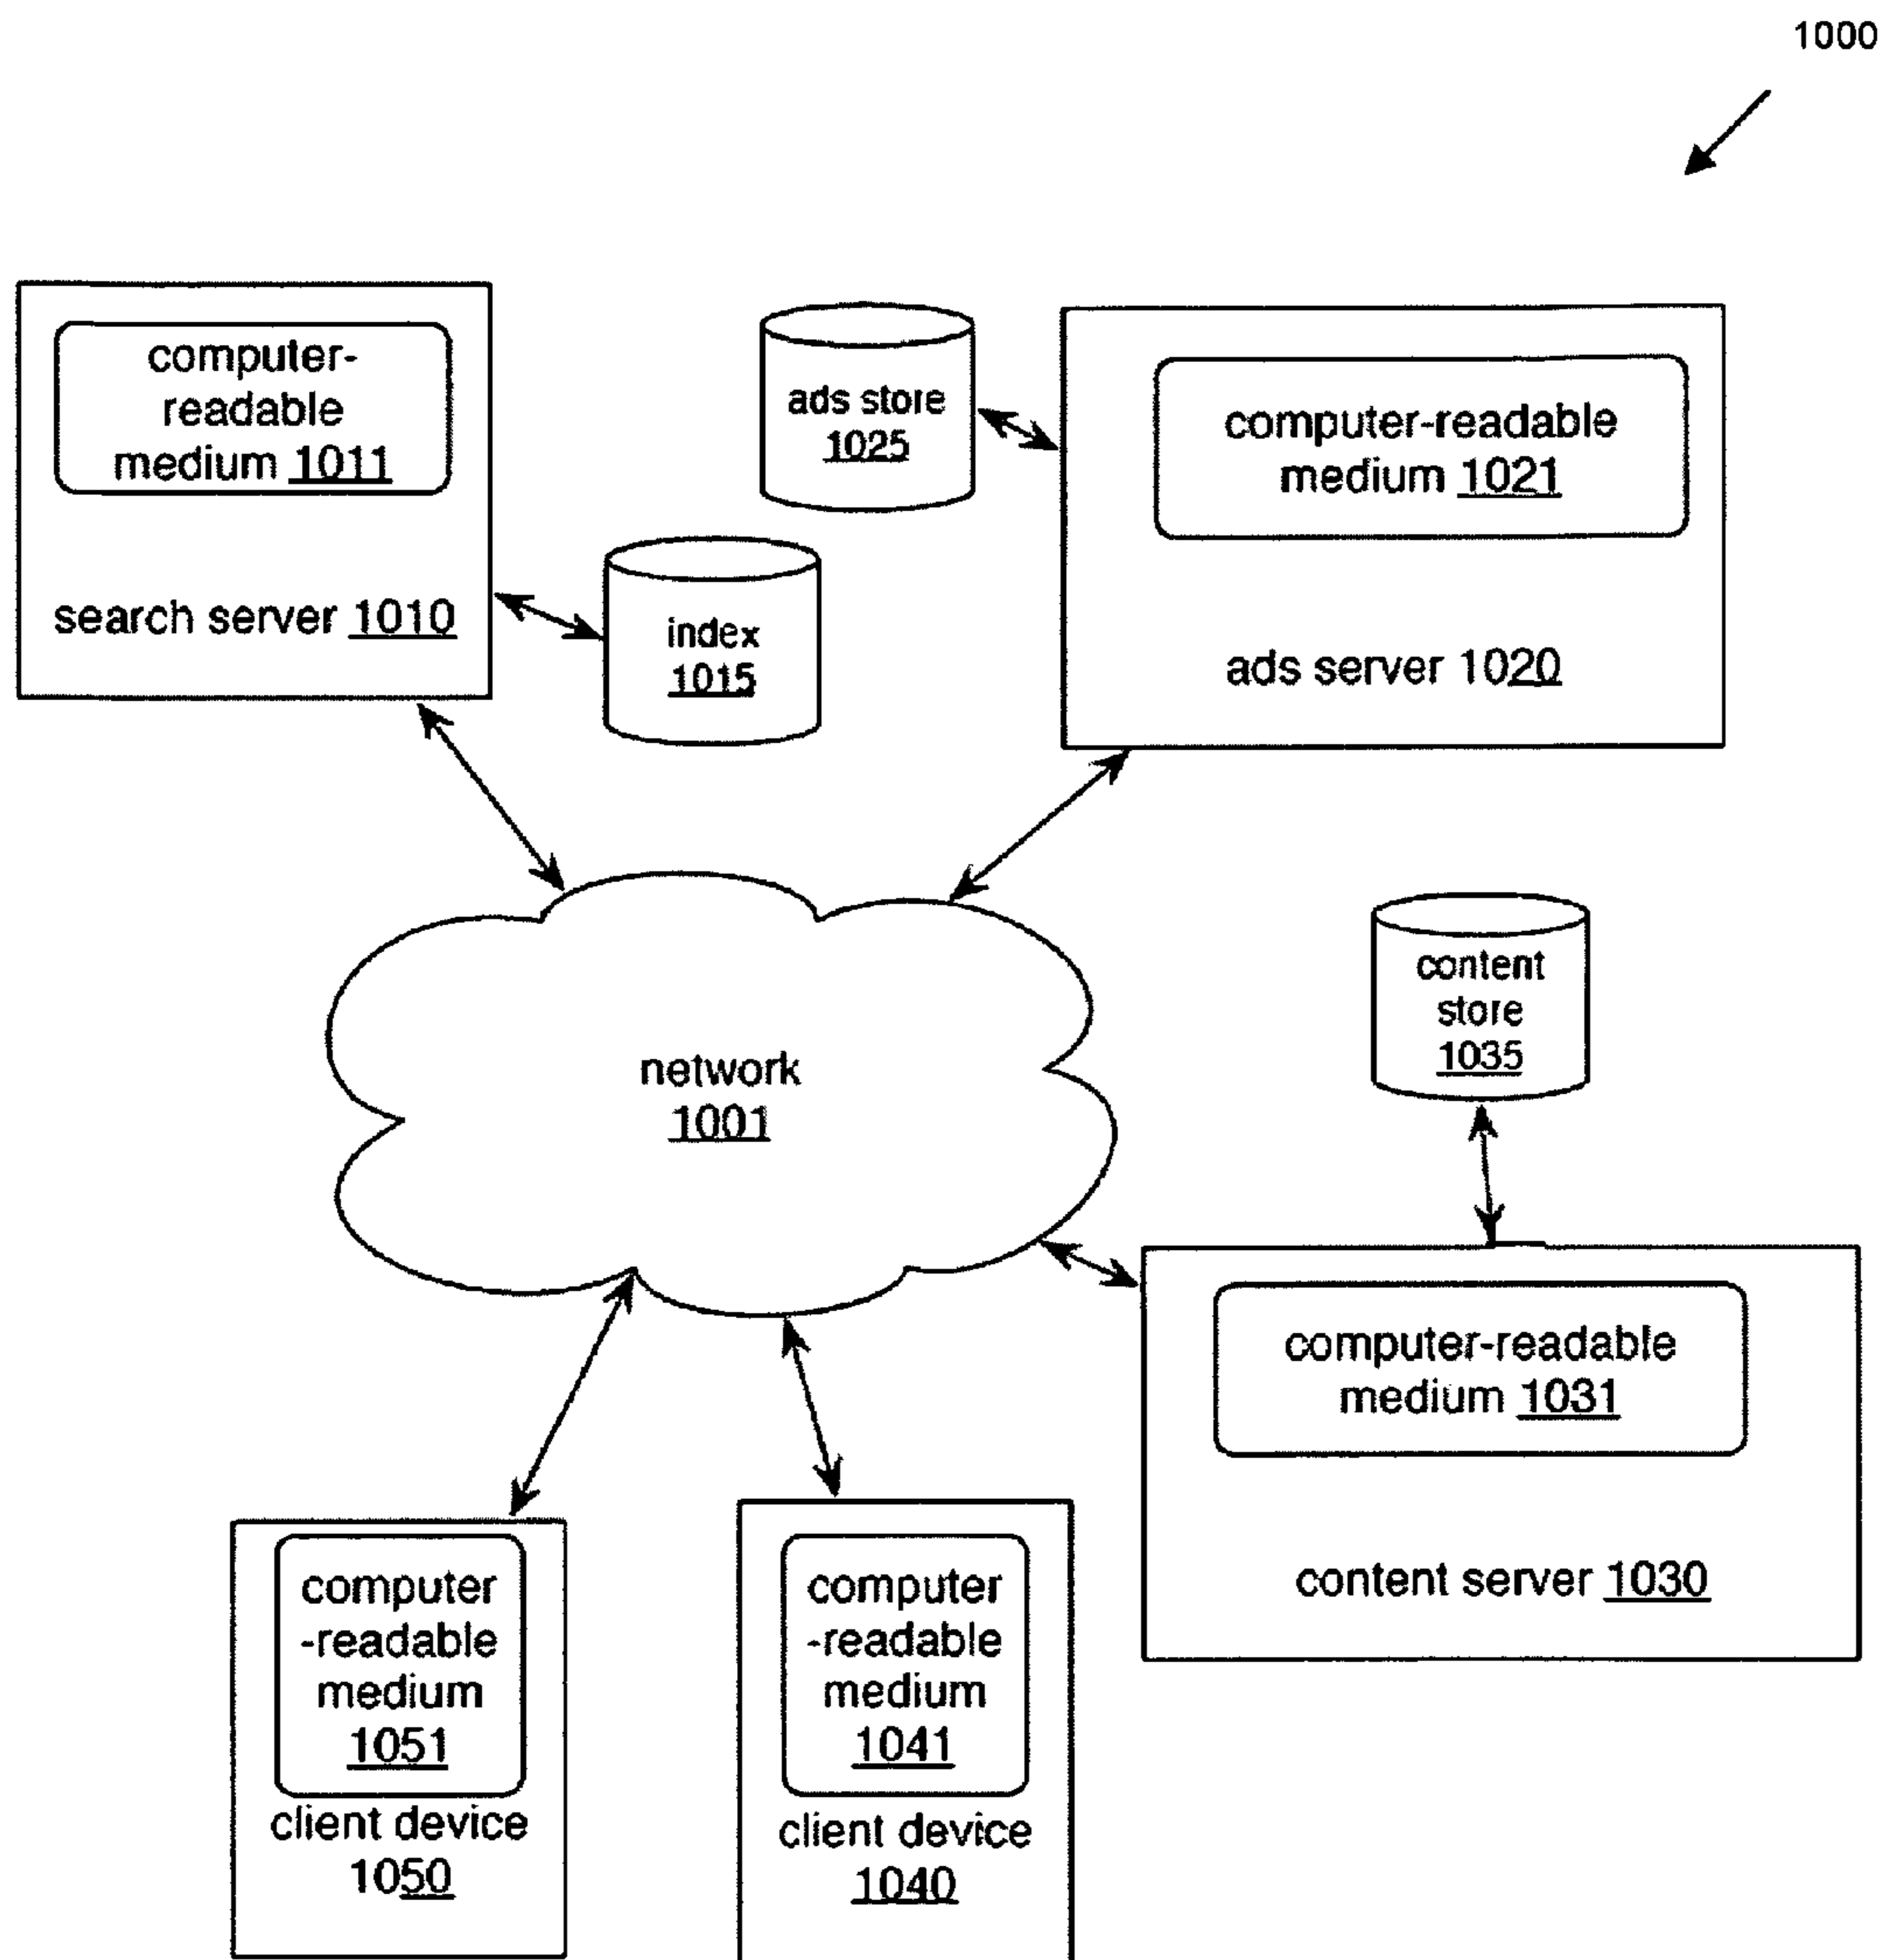 1000
computer-
readable
medium 1011
search server 1010
ads store
1025
index
1015
computer-readable
medium 1021
ads server 1020
network
1001
content
store
1035
computer-readable
medium 1031
content server 1030
computer
-readable
medium
1051
client device
1050
computer
-readable
medium
1041
client device
1040